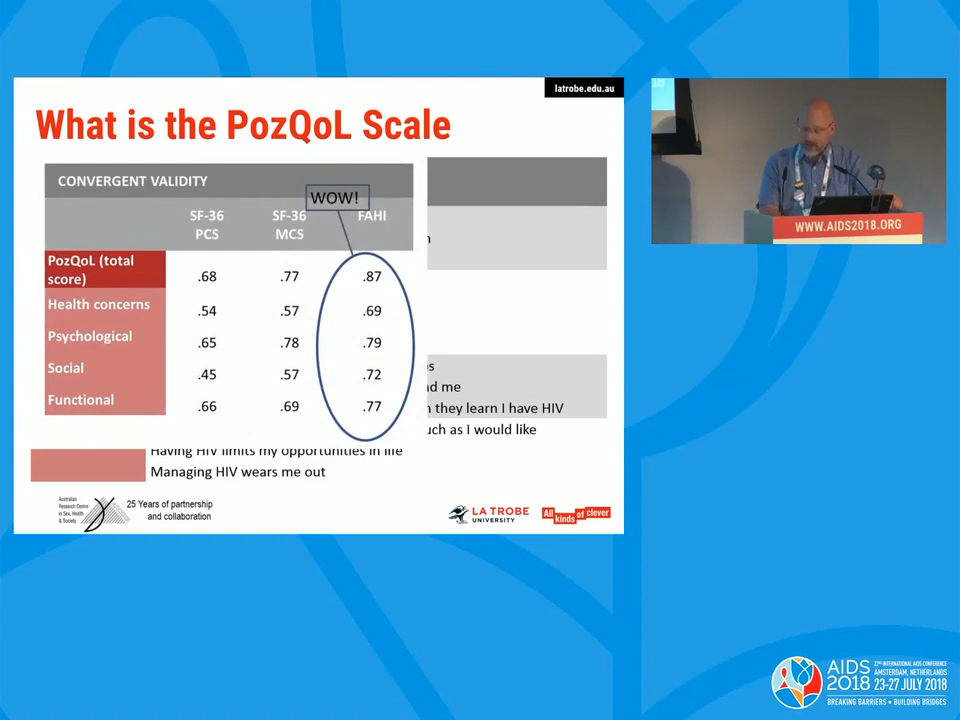 latrobe.edu.au
What is the PozQoL Scale
CONVERGENT VALIDITY
WOW!
SF-36 PCS
SF-36 MCS
FAHI
PozQoL (total score)
.68 .77 .87
Health concerns
.54 .57 .69
Psychological
.65 .78 .79
Social
.45 .57 .72
Functional
.66 .69 .77
nd me
n they learn I have HIV
uch as I would like
Having HIV limits my opportunities in life
Managing HIV wears me out
Australian
Research Centre
in Sex, Health
& Society
25 Years of partnership
and collaboration
LA TROBE
UNIVERSITY
All kinds of clever
WWW.AIDS2018.ORG
AIDS 2018
22ND INTERNATIONAL AIDS CONFERENCE
AMSTERDAM, NETHERLANDS
23-27 JULY 2018
BREAKING BARRIERS • BUILDING BRIDGES